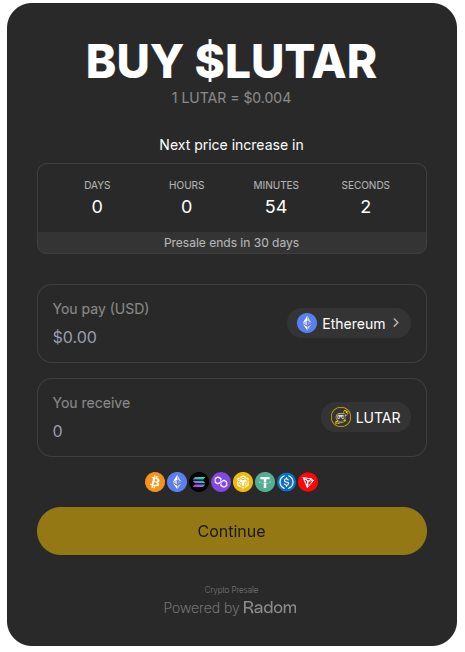 BUY $LUTAR
1 LUTAR = $0.004
Next price increase in
DAYS HOURS MINUTES SECONDS
0 0 54 2
Presale ends in 30 days
You pay (USD)
$0.00
Ethereum
You receive
0
LUTAR
Continue
Crypto Presale
Powered by Radom